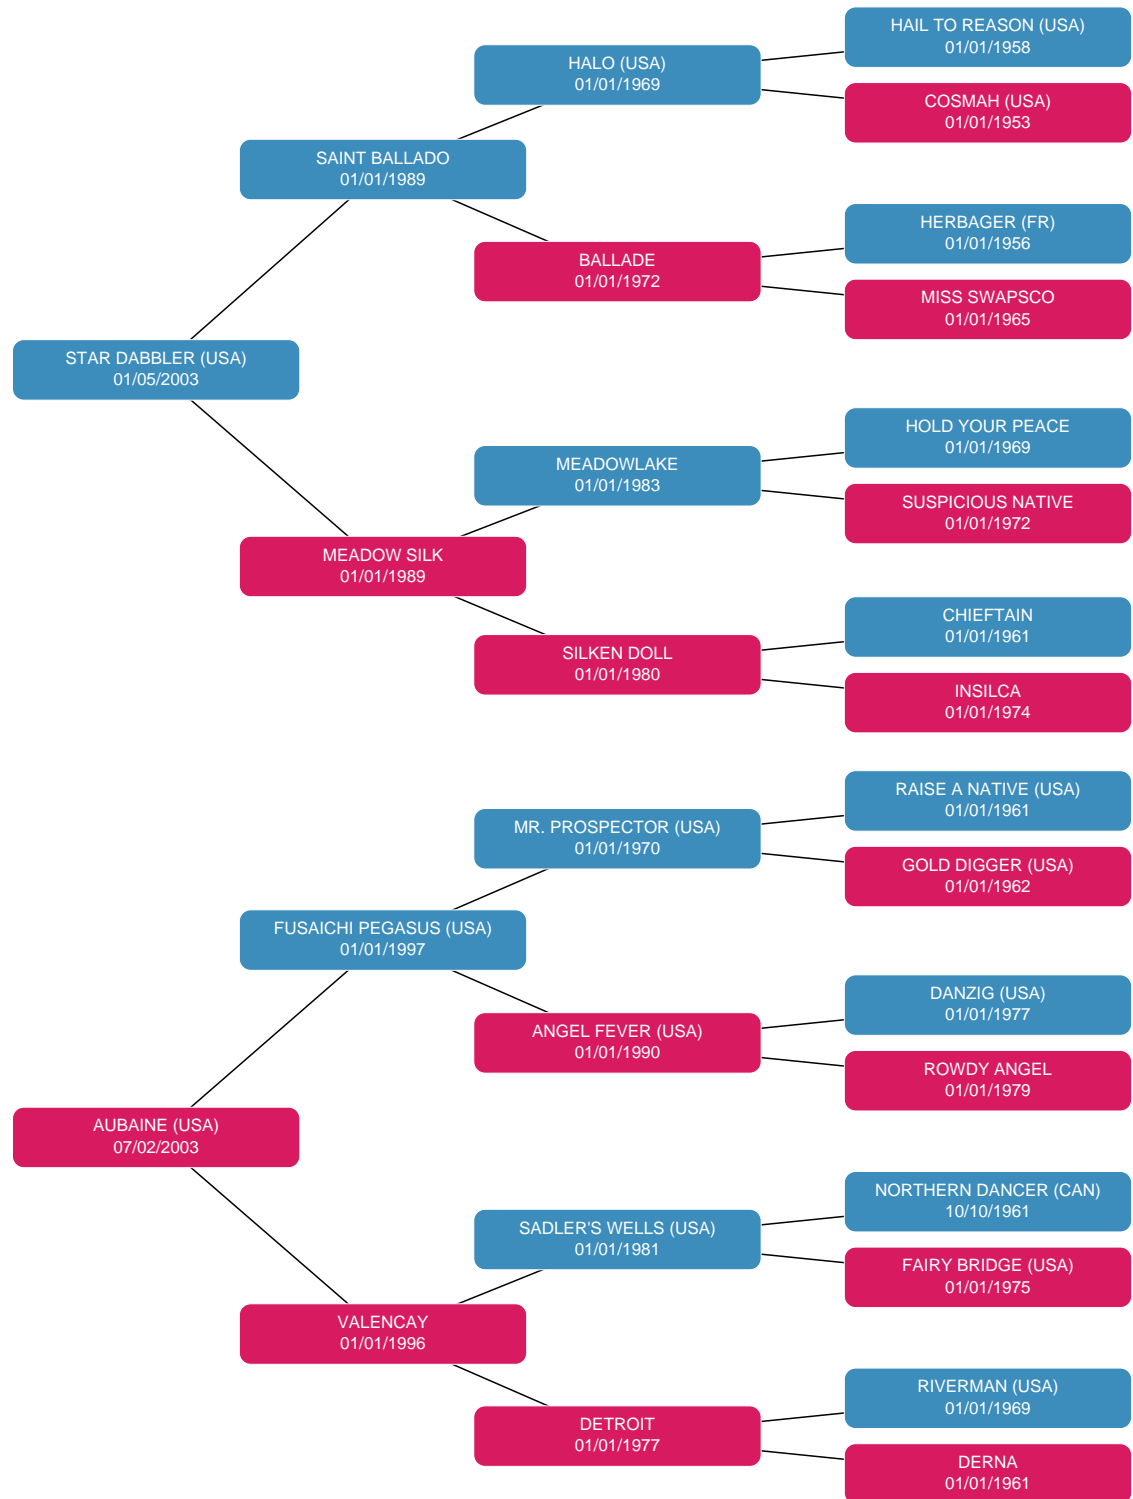 HAIL TO REASON (USA)
01/01/1958
HALO (USA)
01/01/1969
COSMAH (USA)
01/01/1953
SAINT BALLADO
01/01/1989
HERBAGER (FR)
01/01/1956
BALLADE
01/01/1972
MISS SWAPSCO
01/01/1965
STAR DABBLER (USA)
01/05/2003
HOLD YOUR PEACE
01/01/1969
MEADOWLAKE
01/01/1983
SUSPICIOUS NATIVE
01/01/1972
MEADOW SILK
01/01/1989
CHIEFTAIN
01/01/1961
SILKEN DOLL
01/01/1980
INSILCA
01/01/1974
RAISE A NATIVE (USA)
01/01/1961
MR. PROSPECTOR (USA)
01/01/1970
GOLD DIGGER (USA)
01/01/1962
FUSAICHI PEGASUS (USA)
01/01/1997
DANZIG (USA)
01/01/1977
ANGEL FEVER (USA)
01/01/1990
ROWDY ANGEL
01/01/1979
AUBAINE (USA)
07/02/2003
NORTHERN DANCER (CAN)
10/10/1961
SADLER'S WELLS (USA)
01/01/1981
FAIRY BRIDGE (USA)
01/01/1975
VALENCAY
01/01/1996
RIVERMAN (USA)
01/01/1969
DETROIT
01/01/1977
DERNA
01/01/1961